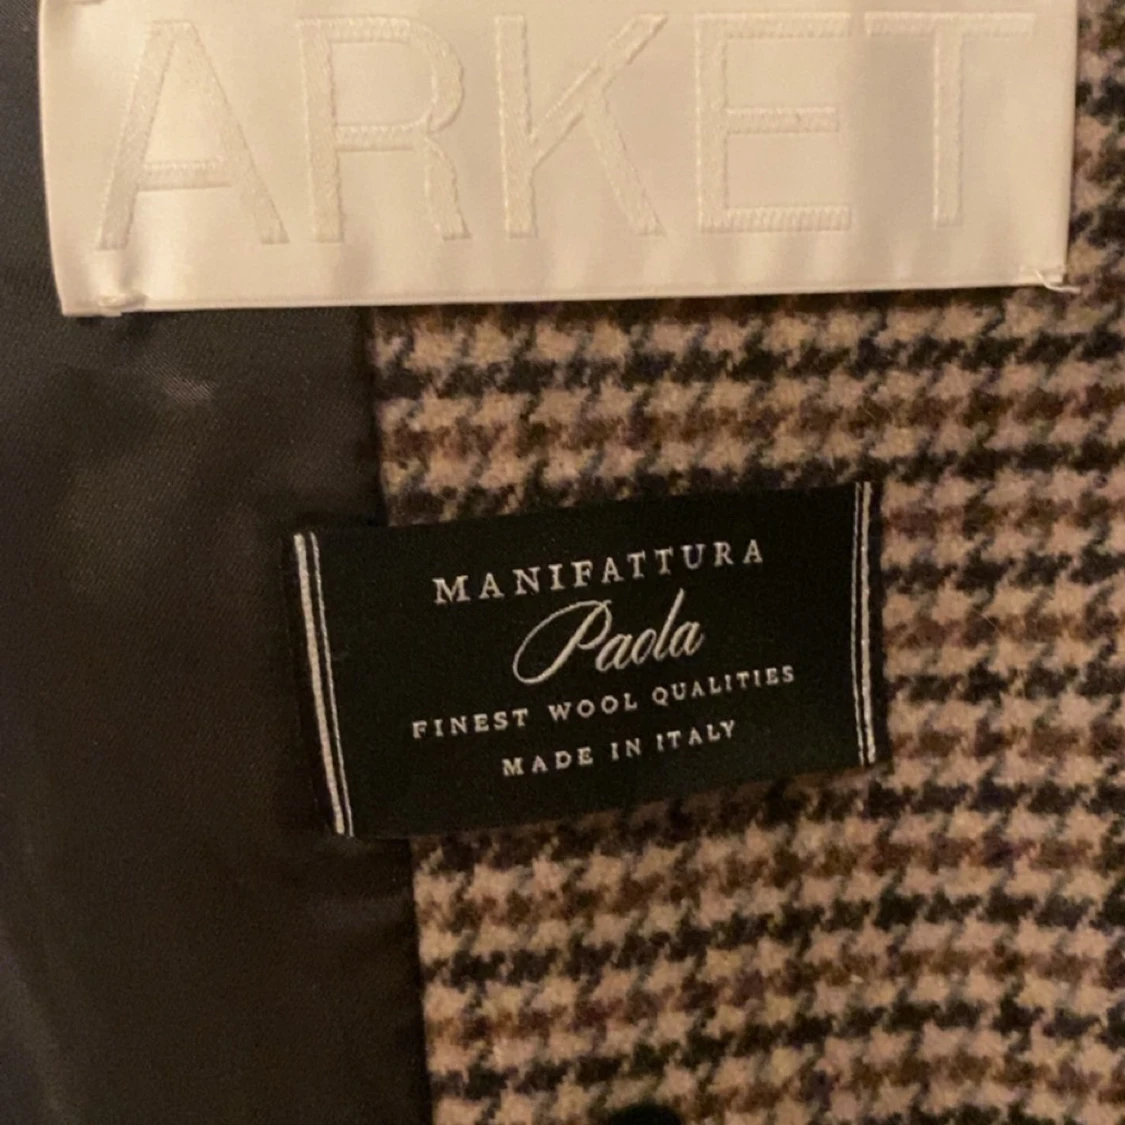 ARKET
MANIFATTURA
Paola
FINEST WOOL QUALITIES
MADE IN ITALY